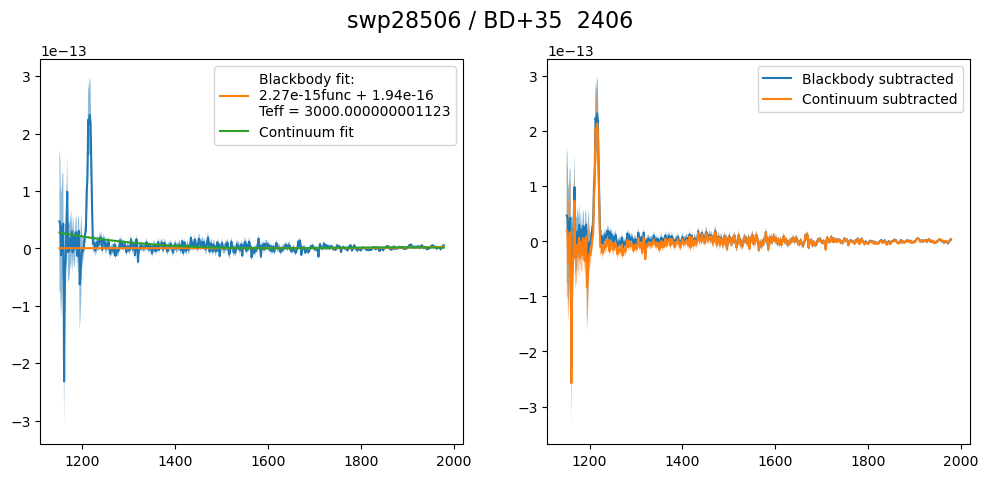 swp28506 / BD+35  2406
1e−13
3
2
1
0
−1
−2
−3
1200
1400
1600
1800
2000
Blackbody fit:
2.27e-15func + 1.94e-16
Teff = 3000.000000001123
Continuum fit
1e−13
3
2
1
0
−1
−2
−3
1200
1400
1600
1800
2000
Blackbody subtracted
Continuum subtracted